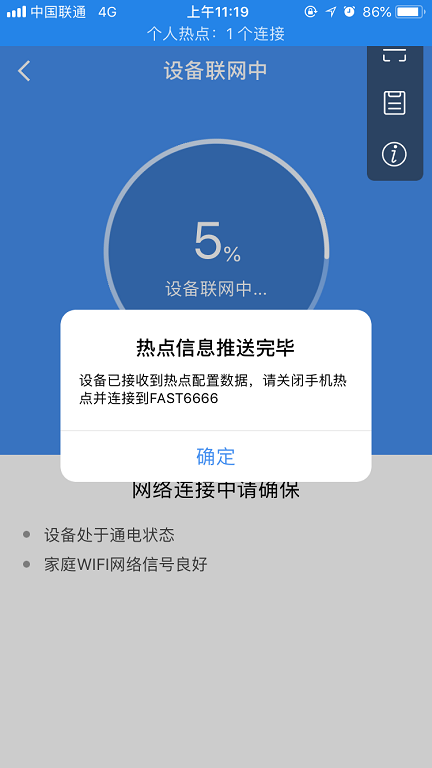 中国联通 4G 上午11:19 86%
个人热点：1 个连接
设备联网中
5%
设备联网中...
热点信息推送完毕
设备已接收到热点配置数据，请关闭手机热
点并连接到FAST6666
确定
网络连接中请确保
设备处于通电状态
家庭WIFI网络信号良好